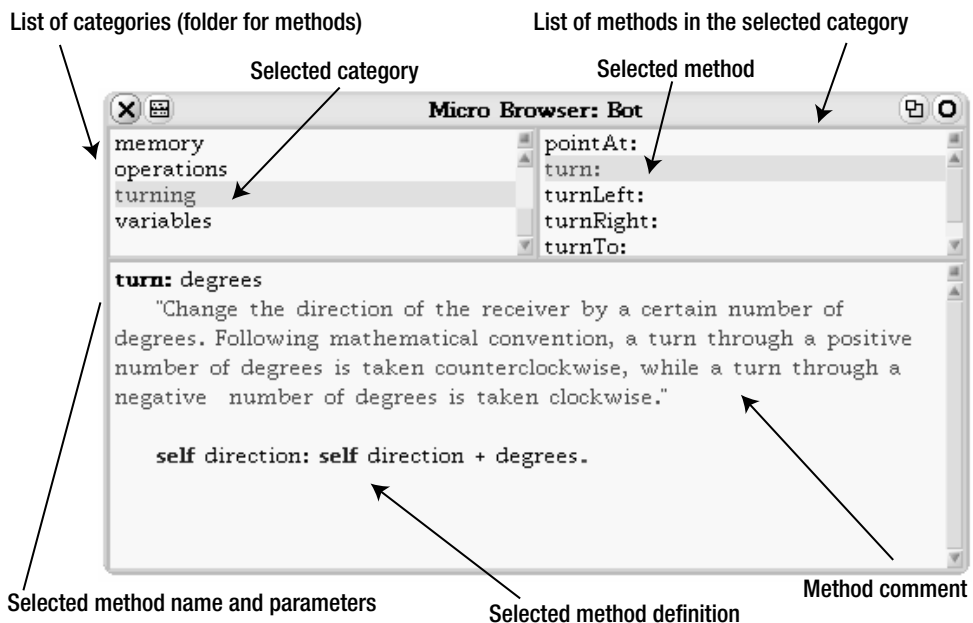 List of categories (folder for methods)
List of methods in the selected category
Selected category
Selected method
Micro Browser: Bot
memory
operations
turning
variables
pointAt:
turn:
turnLeft:
turnRight:
turnTo:
turn: degrees
"Change the direction of the receiver by a certain number of
degrees. Following mathematical convention, a turn through a positive
number of degrees is taken counterclockwise, while a turn through a
negative  number of degrees is taken clockwise."
self direction: self direction + degrees.
Selected method name and parameters
Selected method definition
Method comment